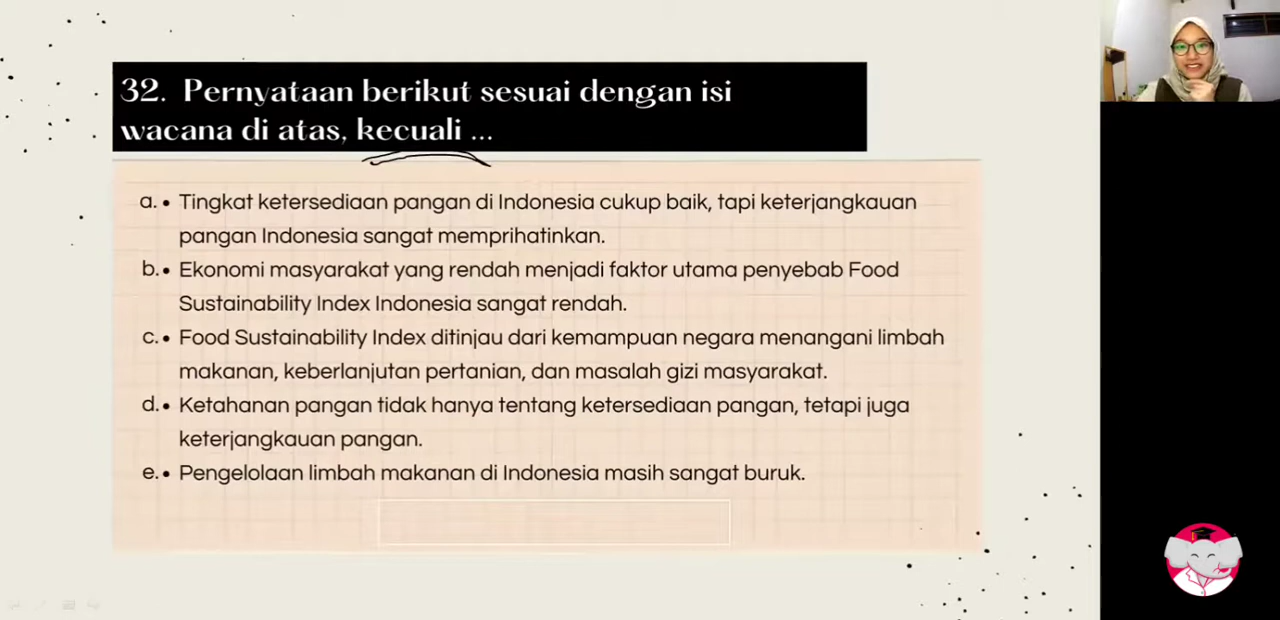 32. Pernyataan berikut sesuai dengan isi
wacana di atas, kecuali ...
a. • Tingkat ketersediaan pangan di Indonesia cukup baik, tapi keterjangkauan
pangan Indonesia sangat memprihatinkan.
b. • Ekonomi masyarakat yang rendah menjadi faktor utama penyebab Food
Sustainability Index Indonesia sangat rendah.
c. • Food Sustainability Index ditinjau dari kemampuan negara menangani limbah
makanan, keberlanjutan pertanian, dan masalah gizi masyarakat.
d. • Ketahanan pangan tidak hanya tentang ketersediaan pangan, tetapi juga
keterjangkauan pangan.
e. • Pengelolaan limbah makanan di Indonesia masih sangat buruk.